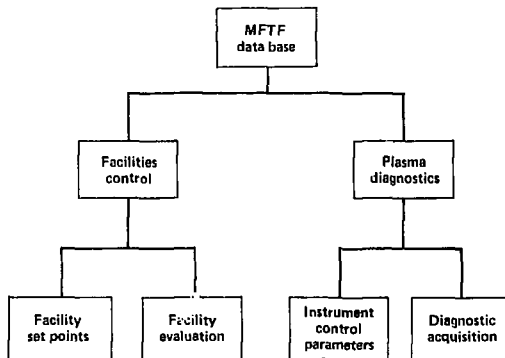 MFTF
data base
Facilities
control
Plasma
diagnostics
Facility
set points
Facility
evaluation
Instrument
control
parameters
Diagnostic
acquisition